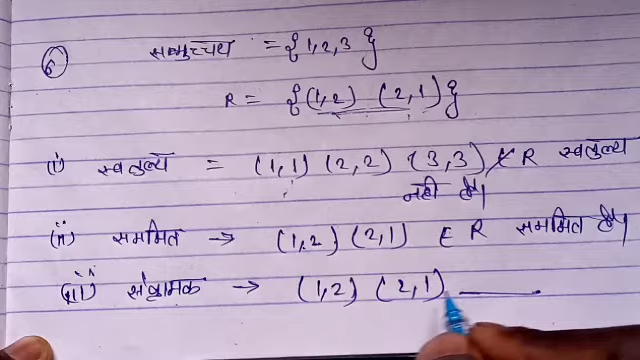 6 समुच्चय = {1,2,3}
R = {(1,2) (2,1)}
(i) स्वतुल्य = (1,1) (2,2) (3,3) ∉ R स्वतुल्य
नही है।
(ii) सममित → (1,2) (2,1) ∈ R सममित है।
(iii) संक्रामक → (1,2) (2,1)